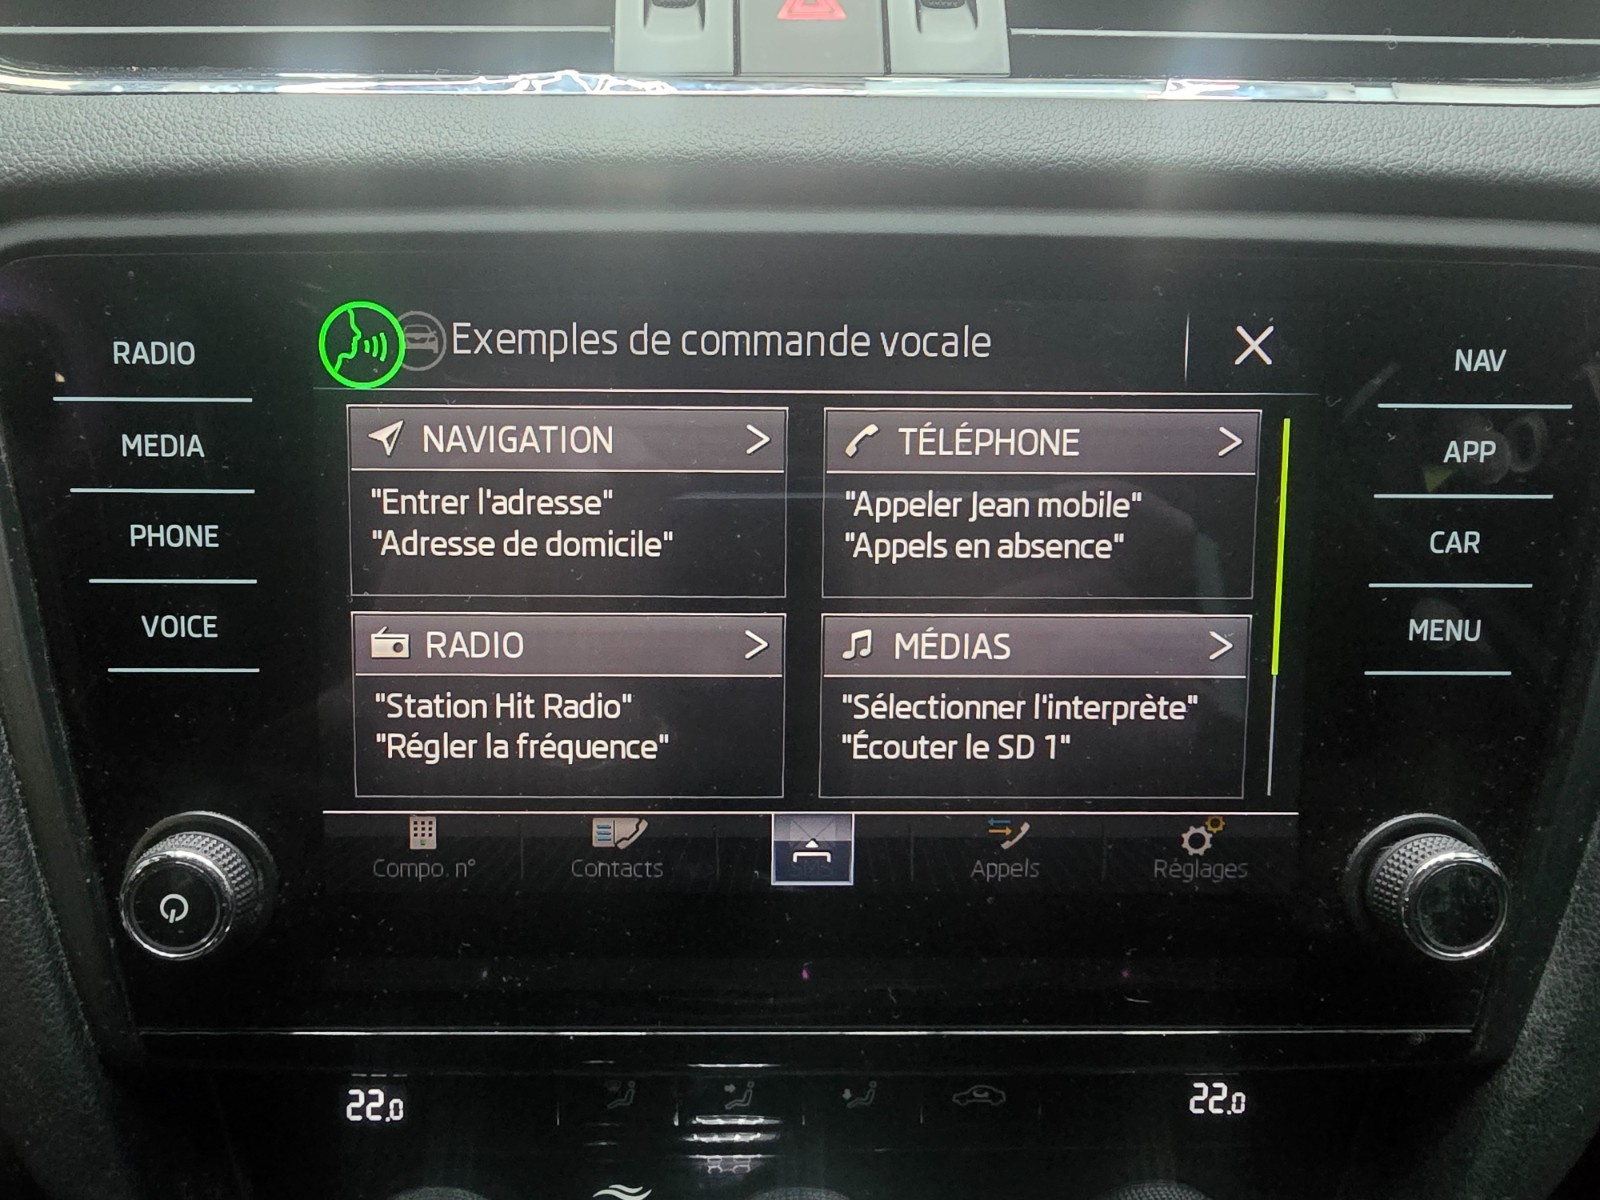 Exemples de commande vocale
RADIO
MEDIA
PHONE
VOICE
NAVIGATION
"Entrer l'adresse"
"Adresse de domicile"
TÉLÉPHONE
"Appeler Jean mobile"
"Appels en absence"
RADIO
"Station Hit Radio"
"Régler la fréquence"
MÉDIAS
"Sélectionner l'interprète"
"Écouter le SD 1"
NAV
APP
CAR
MENU
Compo. n°
Contacts
Appels
Réglages
22.0
22.0